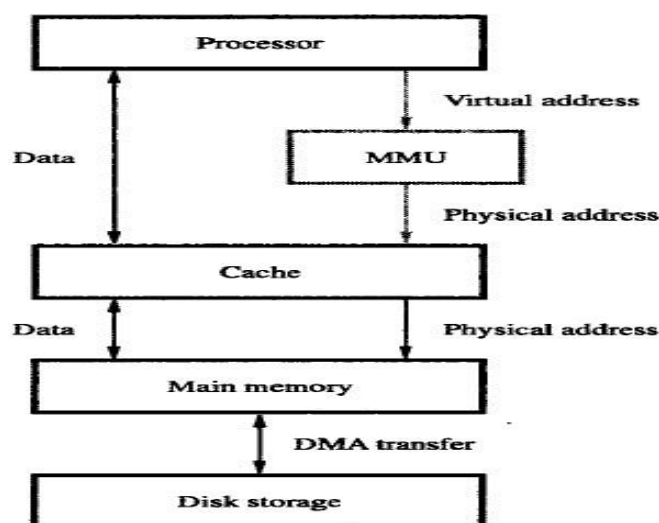 Processor
Virtual address
Data
MMU
Physical address
Cache
Data
Physical address
Main memory
DMA transfer
Disk storage